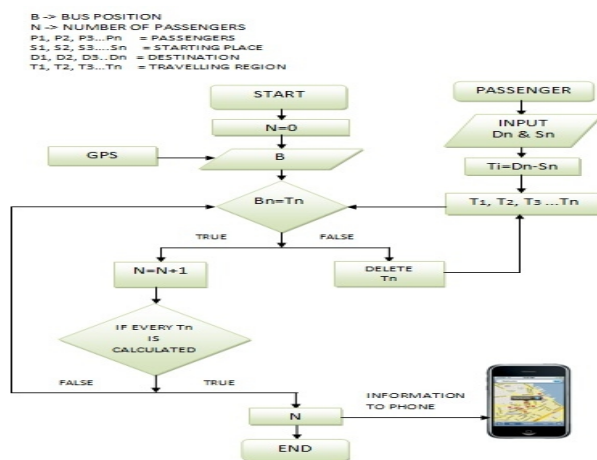 B -> BUS POSITION
N -> NUMBER OF PASSENGERS
P1, P2, P3...Pn = PASSENGERS
S1, S2, S3....Sn = STARTING PLACE
D1, D2, D3..Dn = DESTINATION
T1, T2, T3...Tn = TRAVELLING REGION
START
PASSENGER
N=0
INPUT
Dn & Sn
GPS
B
Ti=Dn-Sn
Bn=Tn
T1, T2, T3 ...Tn
TRUE
FALSE
N=N+1
DELETE
Tn
IF EVERY Tn
IS
CALCULATED
FALSE
TRUE
INFORMATION
TO PHONE
N
END